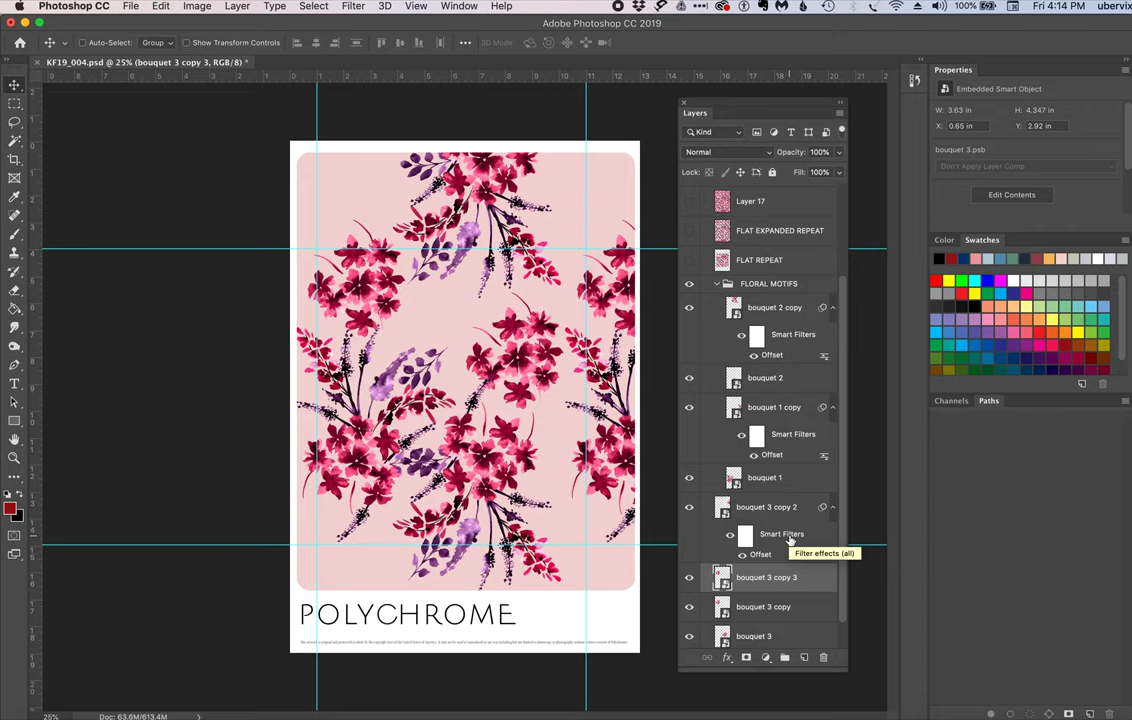 Photoshop CC File Edit Image Layer Type Select Filter 3D View Window Help 100% Fri 4:14 PM ubervix
Adobe Photoshop CC 2019
Auto-Select: Group Show Transform Controls 3D Mode:
KF19_004.psd @ 25% (bouquet 3 copy 3, RGB/8) *
Layers
Kind
Normal Opacity: 100%
Lock: Fill: 100%
Layer 17
FLAT EXPANDED REPEAT
FLAT REPEAT
FLORAL MOTIFS
bouquet 2 copy
Smart Filters
Offset
bouquet 2
bouquet 1 copy
Smart Filters
Offset
bouquet 1
bouquet 3 copy 2
Smart Filters
Filter effects (all)
Offset
bouquet 3 copy 3
bouquet 3 copy
bouquet 3
Properties
Embedded Smart Object
W: 3.63 in H: 4.347 in
X: 0.65 in Y: 2.92 in
bouquet 3.psb
Don't Apply Layer Comp
Edit Contents
Color Swatches
Channels Paths
POLYCHROME
25% Doc: 63.6M/613.4M